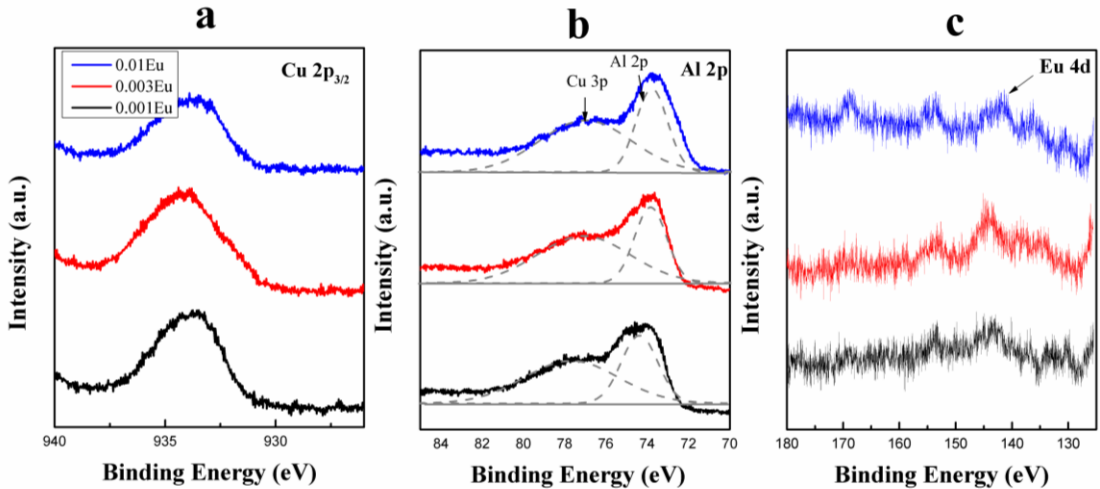 a
Intensity (a.u.)
0.01Eu
0.003Eu
0.001Eu
Cu 2p3/2
940 935 930
Binding Energy (eV)
b
Intensity (a.u.)
Al 2p
Cu 3p
Al 2p
84 82 80 78 76 74 72 70
Binding Energy (eV)
c
Intensity (a.u.)
Eu 4d
180 170 160 150 140 130
Binding Energy (eV)